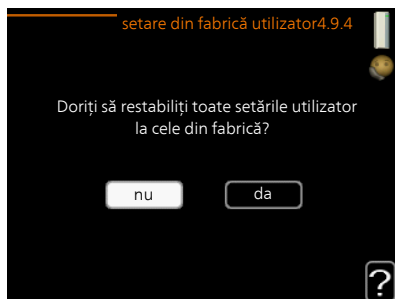 setare din fabrică utilizator4.9.4
Doriți să restabiliți toate setările utilizator
la cele din fabrică?
nu da
?